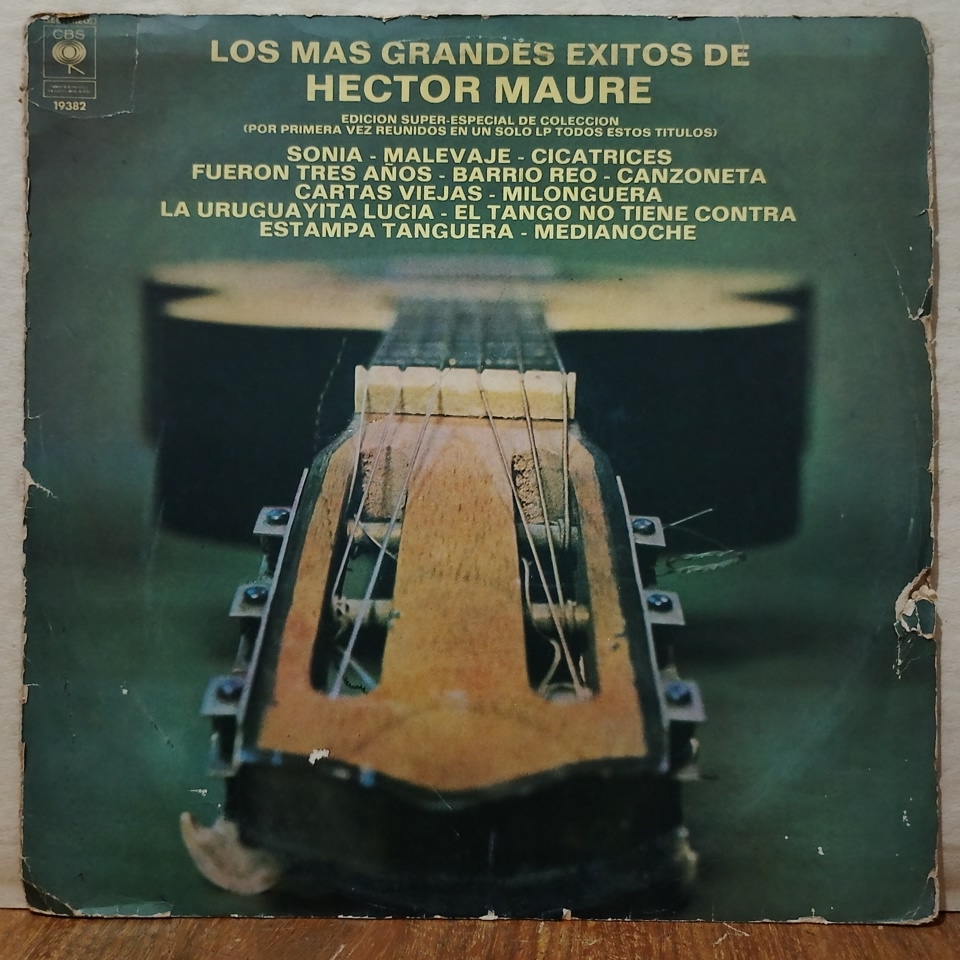 CBS
19382
LOS MAS GRANDES EXITOS DE
HECTOR MAURE
EDICION SUPER-ESPECIAL DE COLECCION
(POR PRIMERA VEZ REUNIDOS EN UN SOLO LP TODOS ESTOS TITULOS)
SONIA - MALEVAJE - CICATRICES
FUERON TRES AÑOS - BARRIO REO - CANZONETA
CARTAS VIEJAS - MILONGUERA
LA URUGUAYITA LUCIA - EL TANGO NO TIENE CONTRA
ESTAMPA TANGUERA - MEDIANOCHE